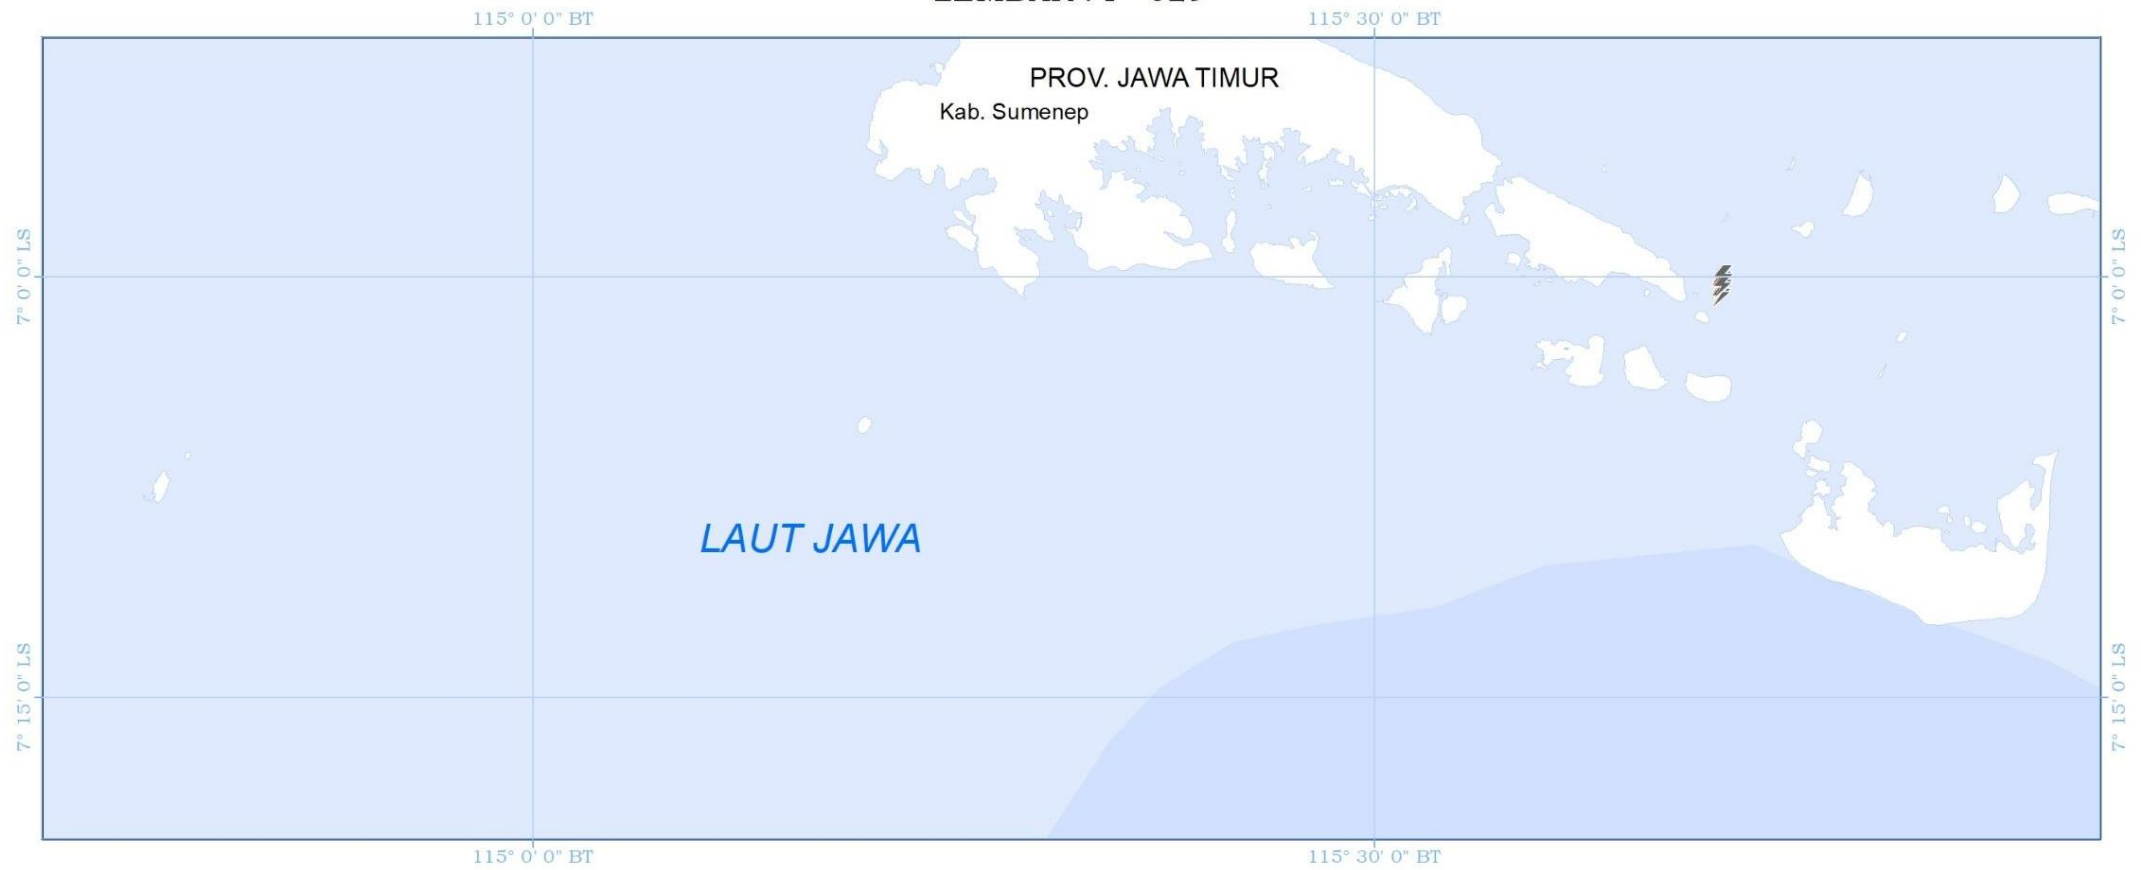 115° 0' 0" BT
115° 30' 0" BT
PROV. JAWA TIMUR
Kab. Sumenep
7° 0' 0" LS
7° 0' 0" LS
LAUT JAWA
7° 15' 0" LS
7° 15' 0" LS
115° 0' 0" BT
115° 30' 0" BT